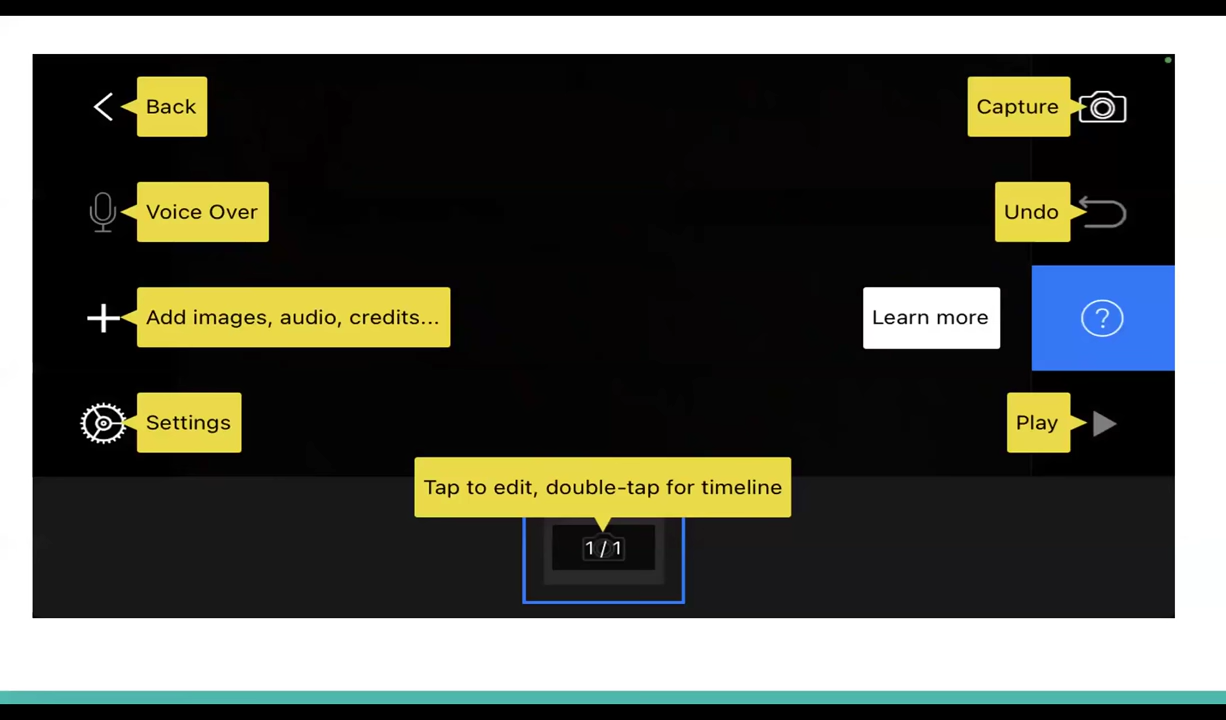 Back
Capture
Voice Over
Undo
Add images, audio, credits...
Learn more
?
Settings
Play
Tap to edit, double-tap for timeline
1/1